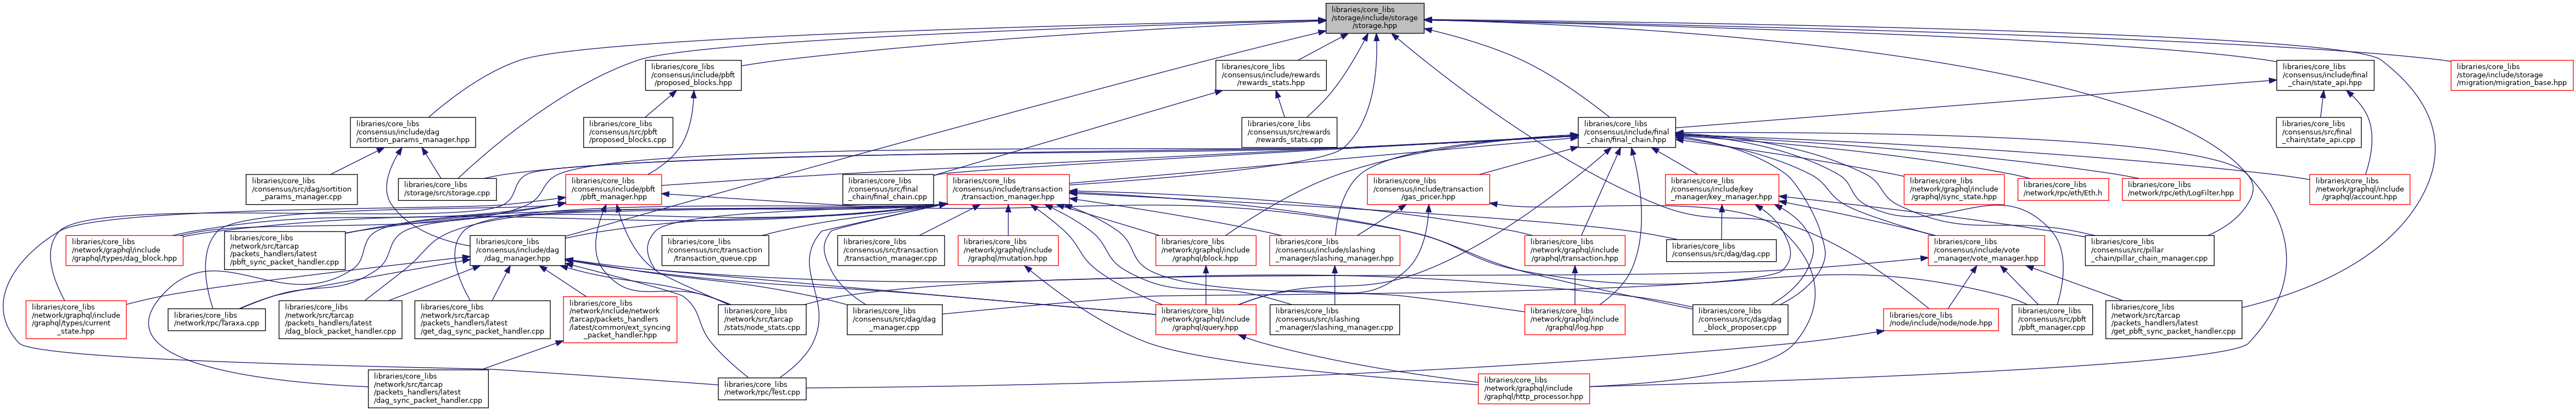 libraries/core_libs
/storage/include/storage
/storage.hpp
libraries/core_libs
/consensus/include/pbft
/proposed_blocks.hpp
libraries/core_libs
/consensus/include/rewards
/rewards_stats.hpp
libraries/core_libs
/consensus/include/final
_chain/state_api.hpp
libraries/core_libs
/storage/include/storage
/migration/migration_base.hpp
libraries/core_libs
/consensus/include/dag
/sortition_params_manager.hpp
libraries/core_libs
/consensus/src/pbft
/proposed_blocks.cpp
libraries/core_libs
/consensus/src/rewards
/rewards_stats.cpp
libraries/core_libs
/consensus/include/final
_chain/final_chain.hpp
libraries/core_libs
/consensus/src/final
_chain/state_api.cpp
libraries/core_libs
/consensus/src/dag/sortition
_params_manager.cpp
libraries/core_libs
/storage/src/storage.cpp
libraries/core_libs
/consensus/include/pbft
/pbft_manager.hpp
libraries/core_libs
/consensus/src/final
_chain/final_chain.cpp
libraries/core_libs
/consensus/include/transaction
/transaction_manager.hpp
libraries/core_libs
/consensus/include/transaction
/gas_pricer.hpp
libraries/core_libs
/consensus/include/key
_manager/key_manager.hpp
libraries/core_libs
/network/graphql/include
/graphql/sync_state.hpp
libraries/core_libs
/network/rpc/eth/Eth.h
libraries/core_libs
/network/rpc/eth/LogFilter.hpp
libraries/core_libs
/network/graphql/include
/graphql/account.hpp
libraries/core_libs
/network/graphql/include
/graphql/types/dag_block.hpp
libraries/core_libs
/network/src/tarcap
/packets_handlers/latest
/pbft_sync_packet_handler.cpp
libraries/core_libs
/consensus/include/dag
/dag_manager.hpp
libraries/core_libs
/consensus/src/transaction
/transaction_queue.cpp
libraries/core_libs
/consensus/src/transaction
/transaction_manager.cpp
libraries/core_libs
/network/graphql/include
/graphql/mutation.hpp
libraries/core_libs
/network/graphql/include
/graphql/block.hpp
libraries/core_libs
/consensus/include/slashing
_manager/slashing_manager.hpp
libraries/core_libs
/network/graphql/include
/graphql/transaction.hpp
libraries/core_libs
/consensus/src/dag/dag.cpp
libraries/core_libs
/consensus/include/vote
_manager/vote_manager.hpp
libraries/core_libs
/consensus/src/pillar
_chain/pillar_chain_manager.cpp
libraries/core_libs
/network/graphql/include
/graphql/types/current
_state.hpp
libraries/core_libs
/network/rpc/Taraxa.cpp
libraries/core_libs
/network/src/tarcap
/packets_handlers/latest
/dag_block_packet_handler.cpp
libraries/core_libs
/network/src/tarcap
/packets_handlers/latest
/get_dag_sync_packet_handler.cpp
libraries/core_libs
/network/include/network
/tarcap/packets_handlers
/latest/common/ext_syncing
_packet_handler.hpp
libraries/core_libs
/network/src/tarcap
/stats/node_stats.cpp
libraries/core_libs
/consensus/src/dag/dag
_manager.cpp
libraries/core_libs
/network/graphql/include
/graphql/query.hpp
libraries/core_libs
/consensus/src/slashing
_manager/slashing_manager.cpp
libraries/core_libs
/network/graphql/include
/graphql/log.hpp
libraries/core_libs
/node/include/node/node.hpp
libraries/core_libs
/consensus/src/dag/dag
_block_proposer.cpp
libraries/core_libs
/consensus/src/pbft
/pbft_manager.cpp
libraries/core_libs
/network/src/tarcap
/packets_handlers/latest
/get_pbft_sync_packet_handler.cpp
libraries/core_libs
/network/src/tarcap
/packets_handlers/latest
/dag_sync_packet_handler.cpp
libraries/core_libs
/network/rpc/Test.cpp
libraries/core_libs
/network/graphql/include
/graphql/http_processor.hpp